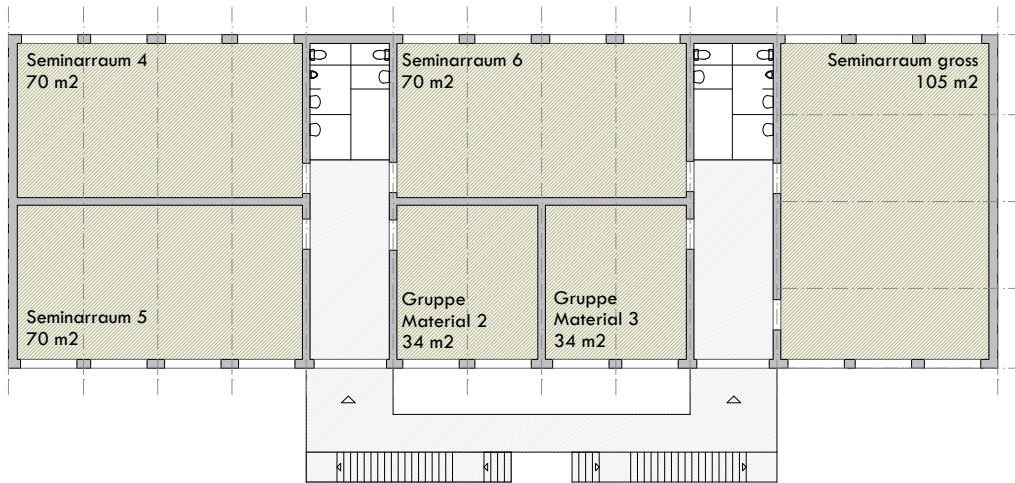 Seminarraum 4
70 m2
Seminarraum 6
70 m2
Seminarraum gross
105 m2
Seminarraum 5
70 m2
Gruppe
Material 2
34 m2
Gruppe
Material 3
34 m2